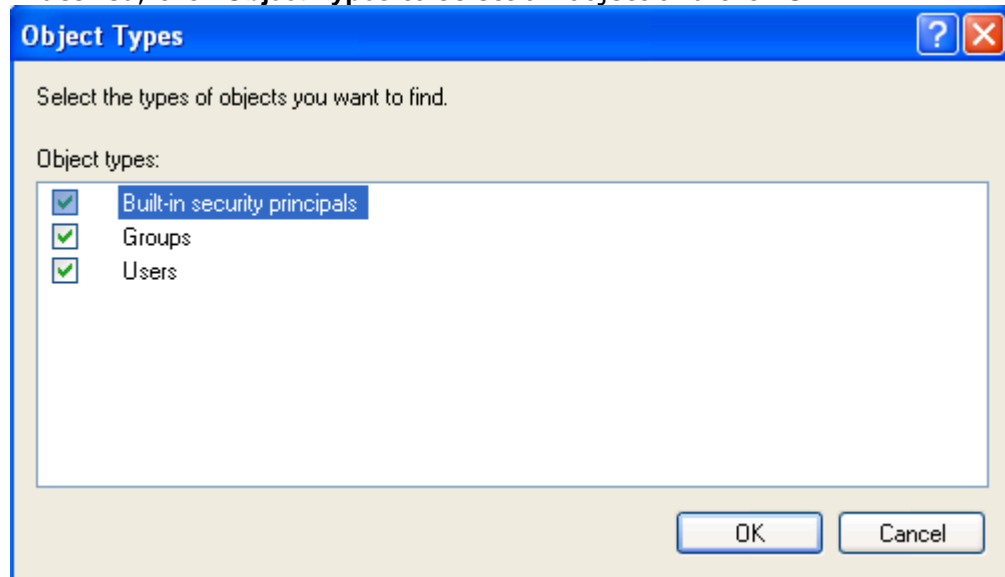 Object Types
Select the types of objects you want to find.
Object types:
Built-in security principals
Groups
Users
OK Cancel